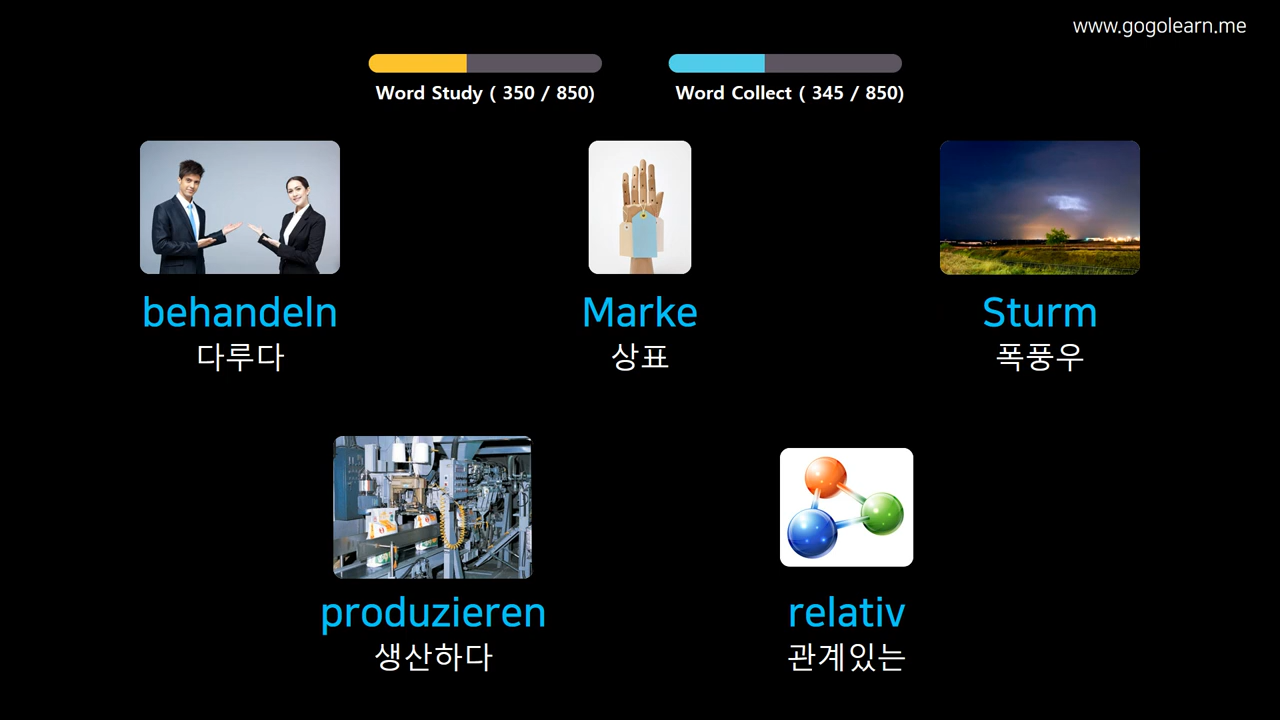 www.gogolearn.me
Word Study ( 350 / 850)
Word Collect ( 345 / 850)
behandeln
다루다
Marke
상표
Sturm
폭풍우
produzieren
생산하다
relativ
관계있는